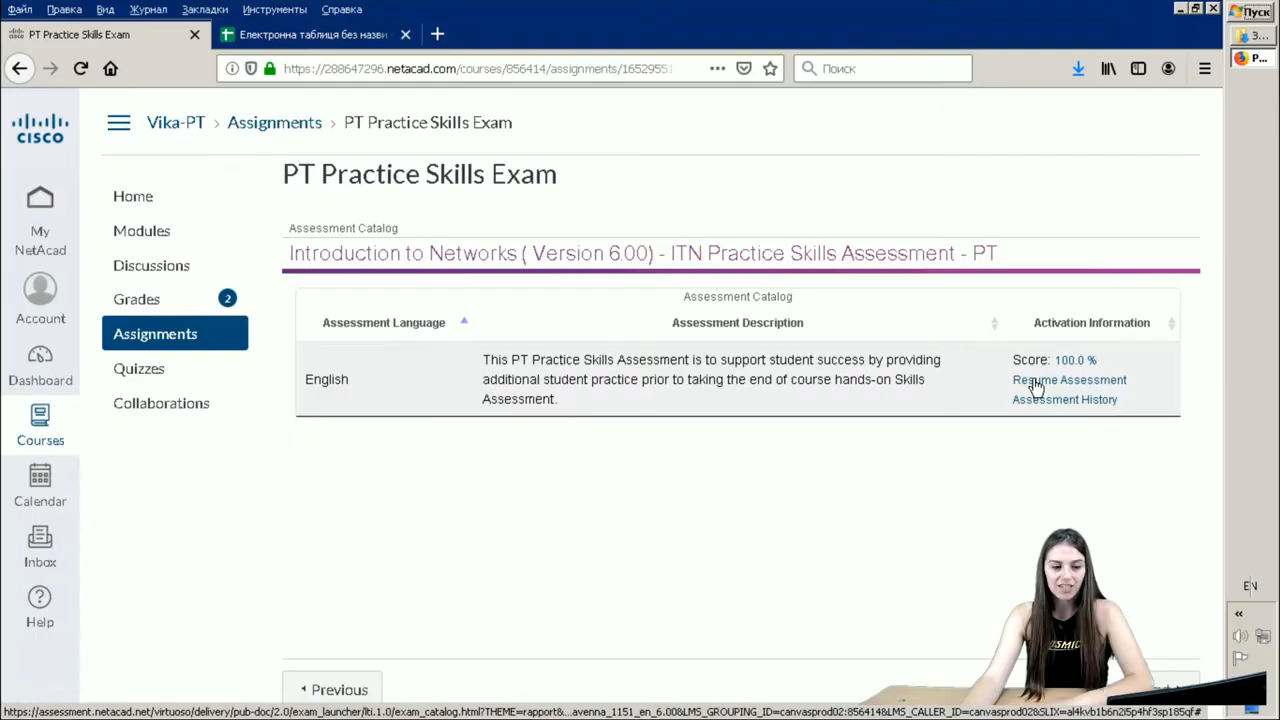 Файл Правка Вид Журнал Закладки Инструменты Справка
Пуск
PT Practice Skills Exam
Електронна таблиця без назви
З...
P...
https://288647296.netacad.com/courses/856414/assignments/16529551
Поиск
CISCO
Vika-PT > Assignments > PT Practice Skills Exam
PT Practice Skills Exam
My NetAcad
Account
Dashboard
Courses
Calendar
Inbox
Help
Home
Modules
Discussions
Grades 2
Assignments
Quizzes
Collaborations
Assessment Catalog
Introduction to Networks ( Version 6.00) - ITN Practice Skills Assessment - PT
Assessment Catalog
Assessment Language
Assessment Description
Activation Information
English
This PT Practice Skills Assessment is to support student success by providing
additional student practice prior to taking the end of course hands-on Skills
Assessment.
Score: 100.0 %
Resume Assessment
Assessment History
EN
Previous